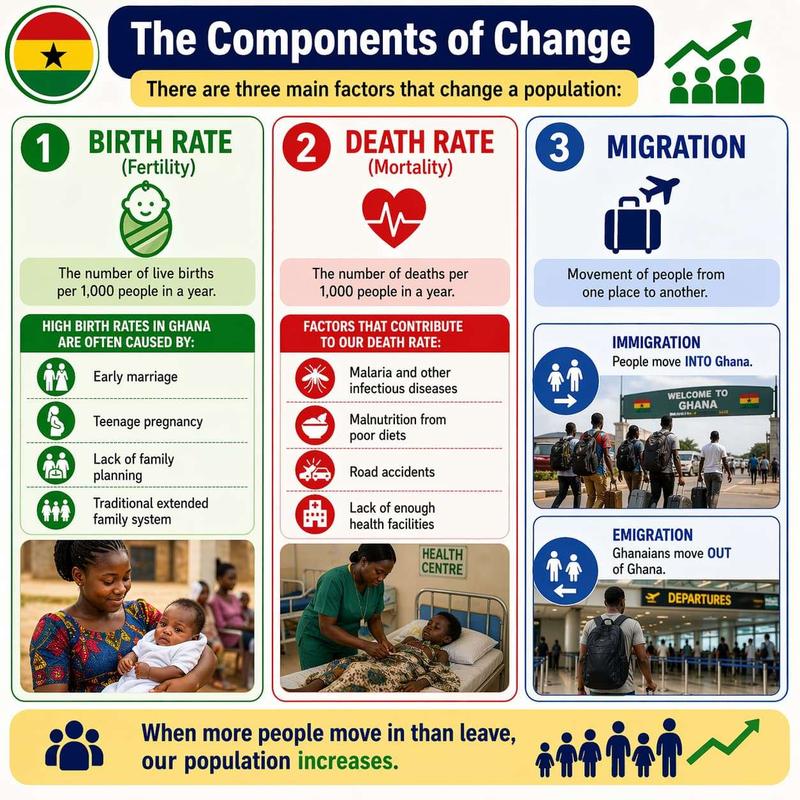 The Components of Change
There are three main factors that change a population:
1
BIRTH RATE
(Fertility)
The number of live births
per 1,000 people in a year.
HIGH BIRTH RATES IN GHANA
ARE OFTEN CAUSED BY:
Early marriage
Teenage pregnancy
Lack of family
planning
Traditional extended
family system
2
DEATH RATE
(Mortality)
The number of deaths per
1,000 people in a year.
FACTORS THAT CONTRIBUTE
TO OUR DEATH RATE:
Malaria and other
infectious diseases
Malnutrition from
poor diets
Road accidents
Lack of enough
health facilities
HEALTH
CENTRE
3
MIGRATION
Movement of people from
one place to another.
IMMIGRATION
People move INTO Ghana.
WELCOME TO
GHANA
EMIGRATION
Ghanaians move OUT
of Ghana.
DEPARTURES
When more people move in than leave,
our population increases.